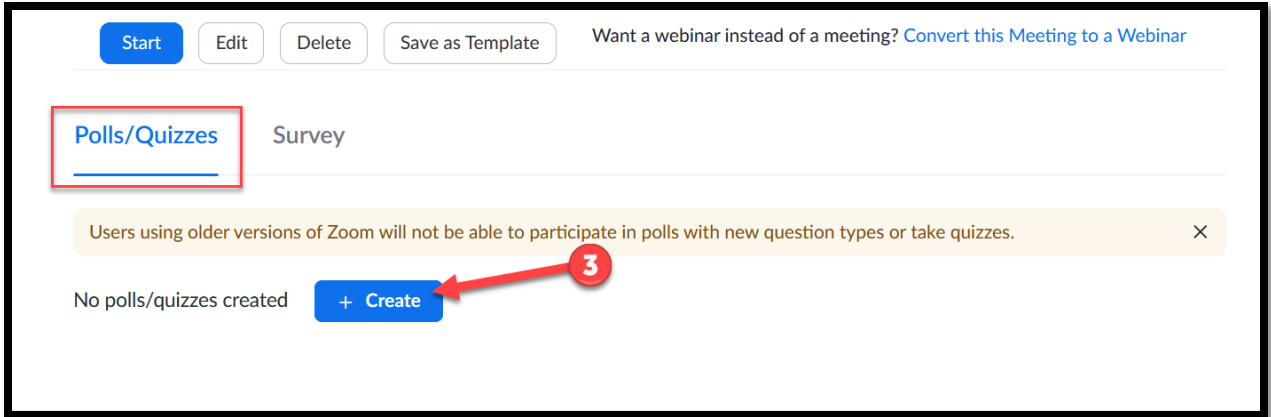 Start Edit Delete Save as Template Want a webinar instead of a meeting? Convert this Meeting to a Webinar
Polls/Quizzes Survey
Users using older versions of Zoom will not be able to participate in polls with new question types or take quizzes.
3
No polls/quizzes created + Create